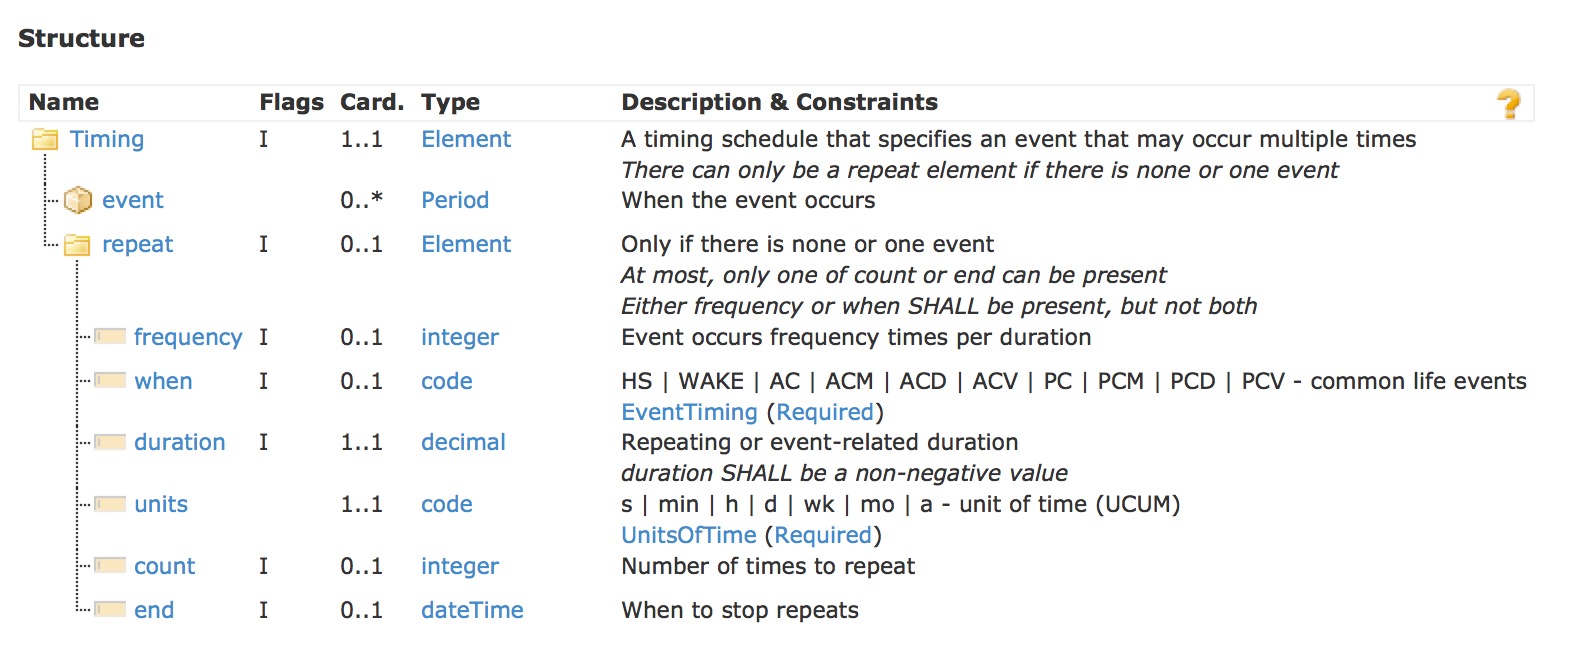 Structure
Name Flags Card. Type Description & Constraints ?
Timing I 1..1 Element A timing schedule that specifies an event that may occur multiple times
There can only be a repeat element if there is none or one event
event 0..* Period When the event occurs
repeat I 0..1 Element Only if there is none or one event
At most, only one of count or end can be present
Either frequency or when SHALL be present, but not both
frequency I 0..1 integer Event occurs frequency times per duration
when I 0..1 code HS | WAKE | AC | ACM | ACD | ACV | PC | PCM | PCD | PCV - common life events
EventTiming (Required)
duration I 1..1 decimal Repeating or event-related duration
duration SHALL be a non-negative value
units 1..1 code s | min | h | d | wk | mo | a - unit of time (UCUM)
UnitsOfTime (Required)
count I 0..1 integer Number of times to repeat
end I 0..1 dateTime When to stop repeats